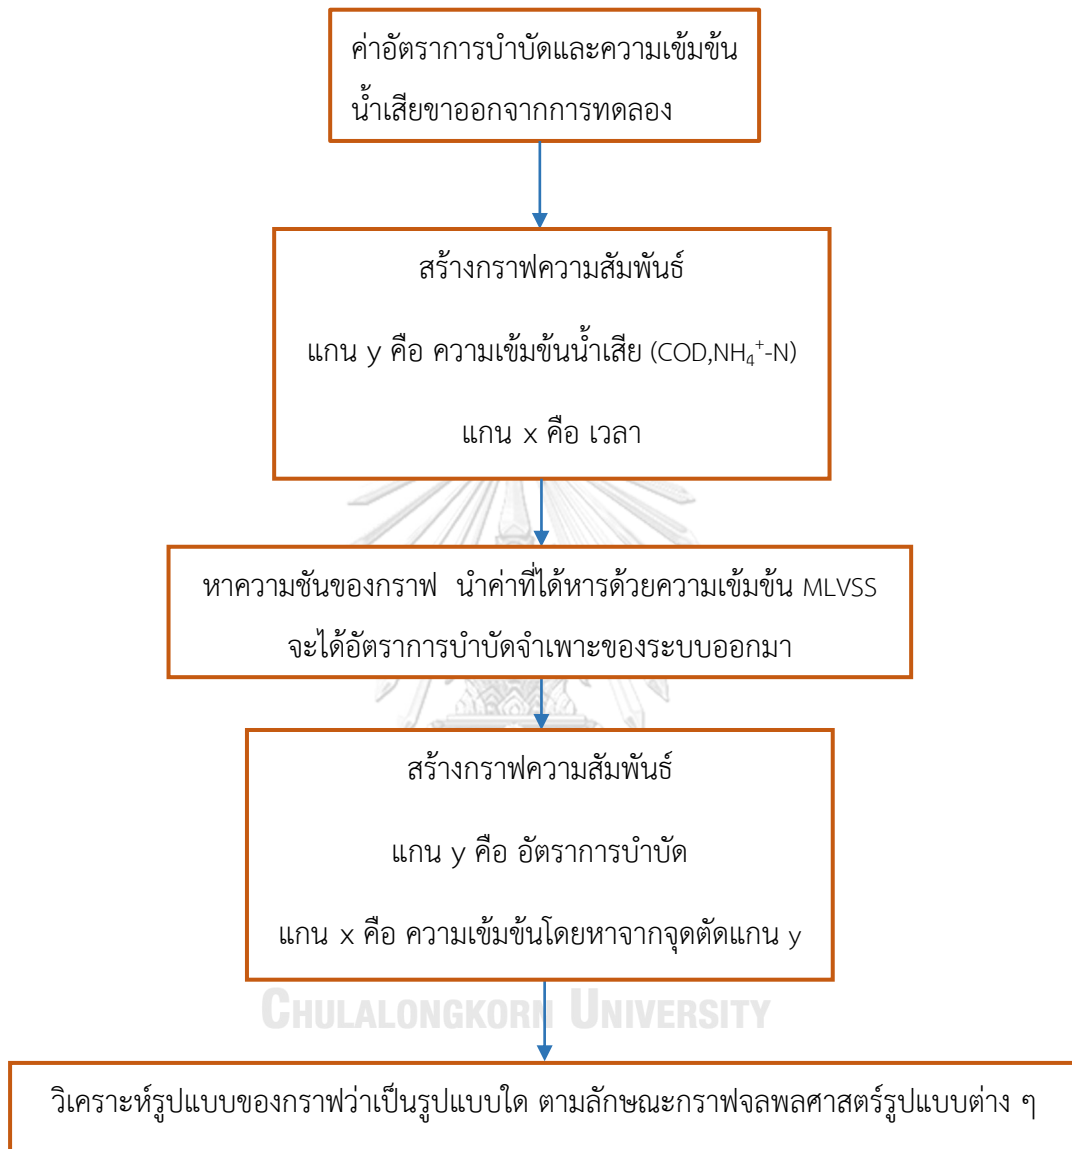 ค่าอัตราการบำบัดและความเข้มข้น
น้ำเสียขาออกจากการทดลอง
สร้างกราฟความสัมพันธ์
แกน y คือ ความเข้มข้นน้ำเสีย (COD,NH₄⁺-N)
แกน x คือ เวลา
หาความชันของกราฟ นำค่าที่ได้หารด้วยความเข้มข้น MLVSS
จะได้อัตราการบำบัดจำเพาะของระบบออกมา
สร้างกราฟความสัมพันธ์
แกน y คือ อัตราการบำบัด
แกน x คือ ความเข้มข้นโดยหาจากจุดตัดแกน y
CHULALONGKORN UNIVERSITY
วิเคราะห์รูปแบบของกราฟว่าเป็นรูปแบบใด ตามลักษณะกราฟจลพลศาสตร์รูปแบบต่าง ๆ